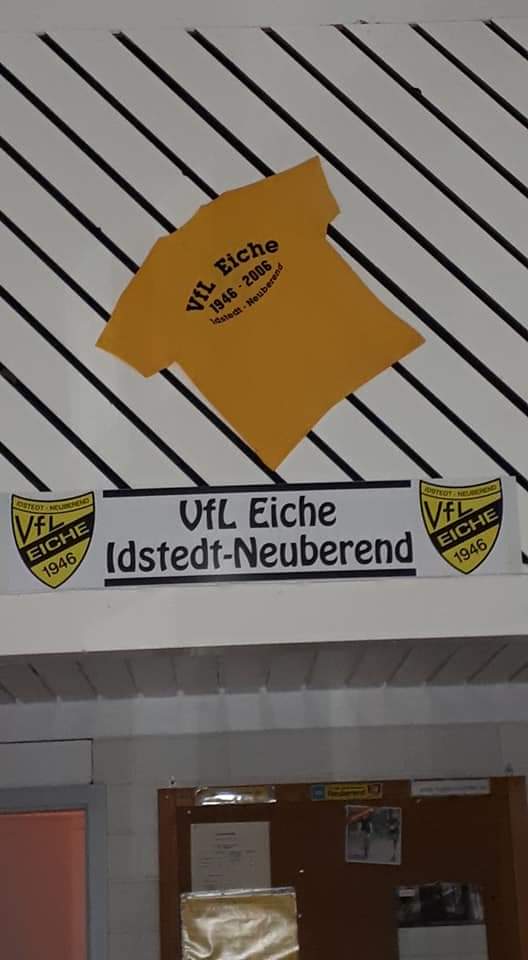 VfL Eiche
1946 - 2006
Idstedt - Neuberend
IDSTEDT - NEUBEREND
VfL
EICHE
1946
VfL Eiche
Idstedt-Neuberend
IDSTEDT - NEUBEREND
VfL
EICHE
1946